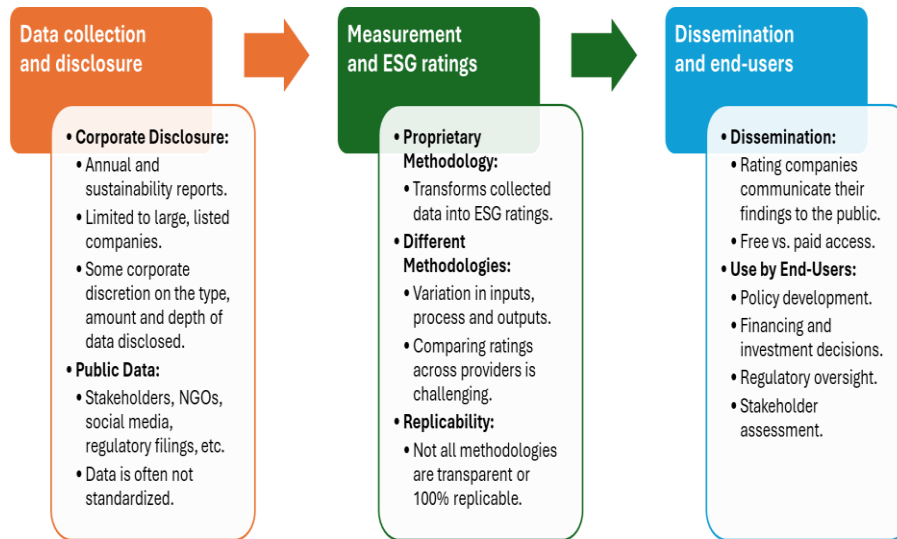 Data collection
and disclosure
• Corporate Disclosure:
• Annual and
sustainability reports.
• Limited to large, listed
companies.
• Some corporate
discretion on the type,
amount and depth of
data disclosed.
• Public Data:
• Stakeholders, NGOs,
social media,
regulatory filings, etc.
• Data is often not
standardized.
Measurement
and ESG ratings
• Proprietary
Methodology:
• Transforms collected
data into ESG ratings.
• Different
Methodologies:
• Variation in inputs,
process and outputs.
• Comparing ratings
across providers is
challenging.
• Replicability:
• Not all methodologies
are transparent or
100% replicable.
Dissemination
and end-users
• Dissemination:
• Rating companies
communicate their
findings to the public.
• Free vs. paid access.
• Use by End-Users:
• Policy development.
• Financing and
investment decisions.
• Regulatory oversight.
• Stakeholder
assessment.